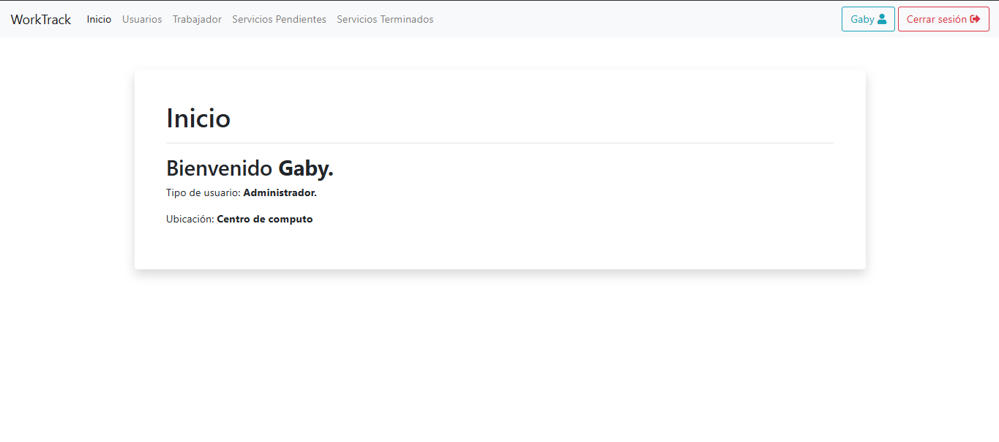 WorkTrack Inicio Usuarios Trabajador Servicios Pendientes Servicios Terminados Gaby Cerrar sesión
Inicio
Bienvenido Gaby.
Tipo de usuario: Administrador.
Ubicación: Centro de computo